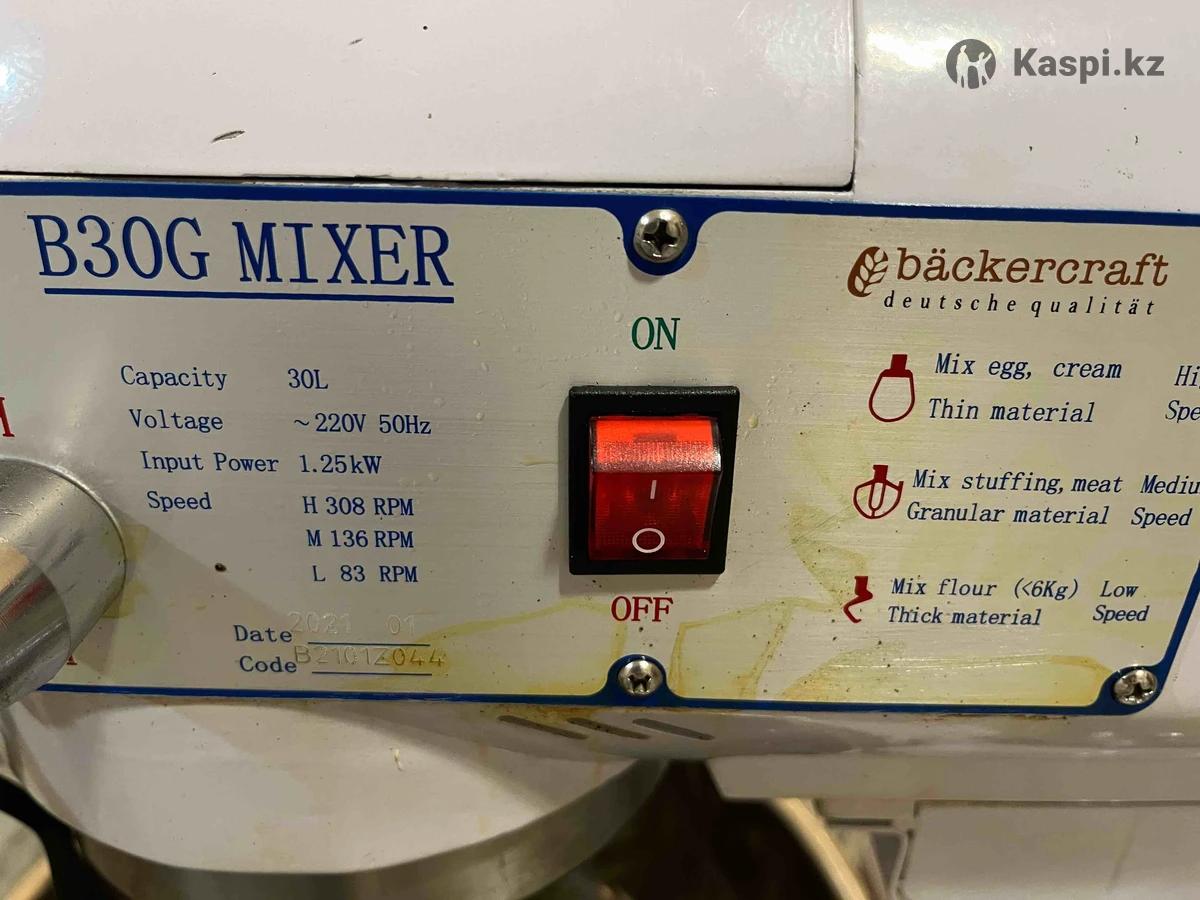 Kaspi.kz
B30G MIXER
Capacity 30L
Voltage ~220V 50Hz
Input Power 1.25kW
Speed H 308 RPM
M 136 RPM
L 83 RPM
Date 2021 01
Code B2101Z044
ON
I
O
OFF
bäckercraft
deutsche qualität
Mix egg, cream
Thin material
Mix stuffing, meat
Granular material Speed
Mix flour (<6Kg) Low
Thick material Speed